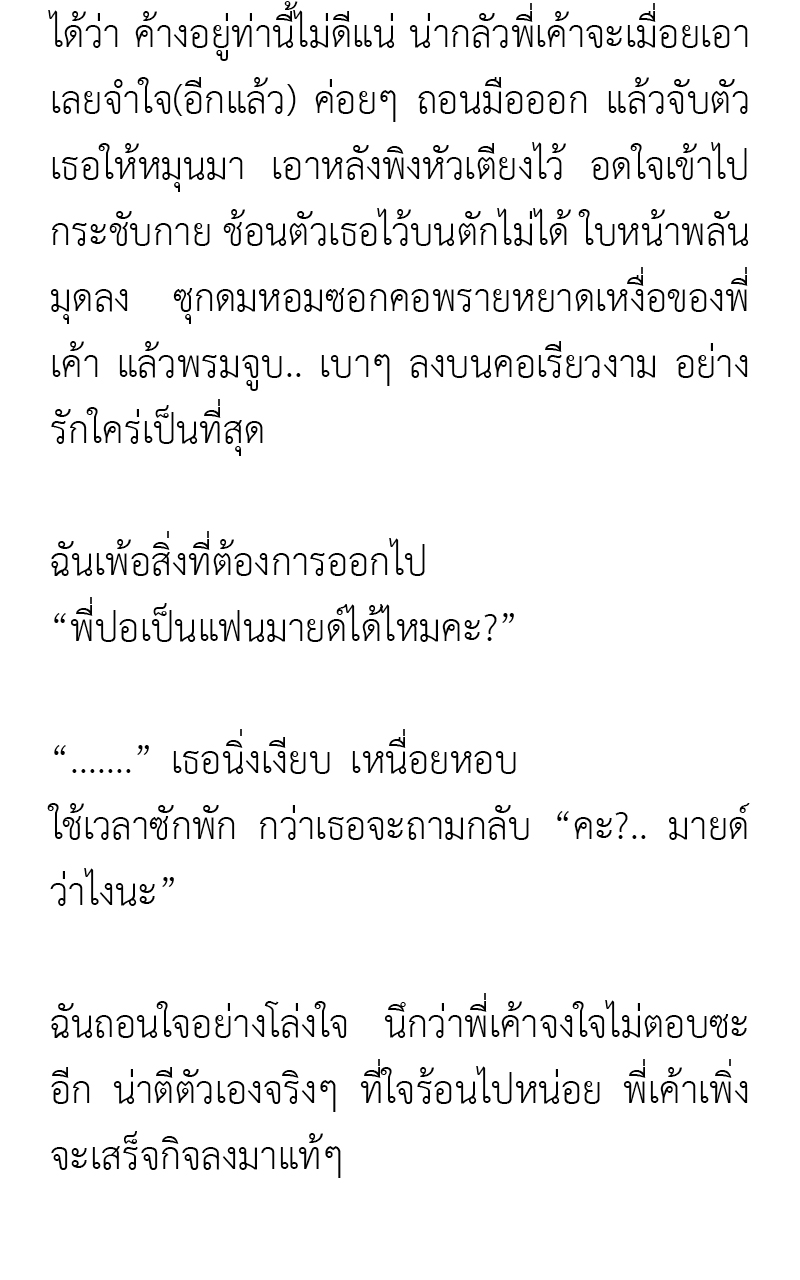 ได้ว่า ค้างอยู่ท่านี้ไม่ดีแน่ น่ากลัวพี่เค้าจะเมื่อยเอา
เลยจำใจ(อีกแล้ว) ค่อยๆ ถอนมือออก แล้วจับตัว
เธอให้หมุนมา เอาหลังพิงหัวเตียงไว้ อดใจเข้าไป
กระชับกาย ช้อนตัวเธอไว้บนตักไม่ได้ ใบหน้าพลัน
มุดลง ซุกดมหอมซอกคอพรายหยาดเหงื่อของพี่
เค้า แล้วพรมจูบ.. เบาๆ ลงบนคอเรียวงาม อย่าง
รักใคร่เป็นที่สุด
ฉันเพ้อสิ่งที่ต้องการออกไป
“พี่ปอเป็นแฟนมายด์ได้ไหมคะ?”
“.......” เธอนิ่งเงียบ เหนื่อยหอบ
ใช้เวลาซักพัก กว่าเธอจะถามกลับ “คะ?.. มายด์
ว่าไงนะ”
ฉันถอนใจอย่างโล่งใจ นึกว่าพี่เค้าจงใจไม่ตอบซะ
อีก น่าตีตัวเองจริงๆ ที่ใจร้อนไปหน่อย พี่เค้าเพิ่ง
จะเสร็จกิจลงมาแท้ๆ